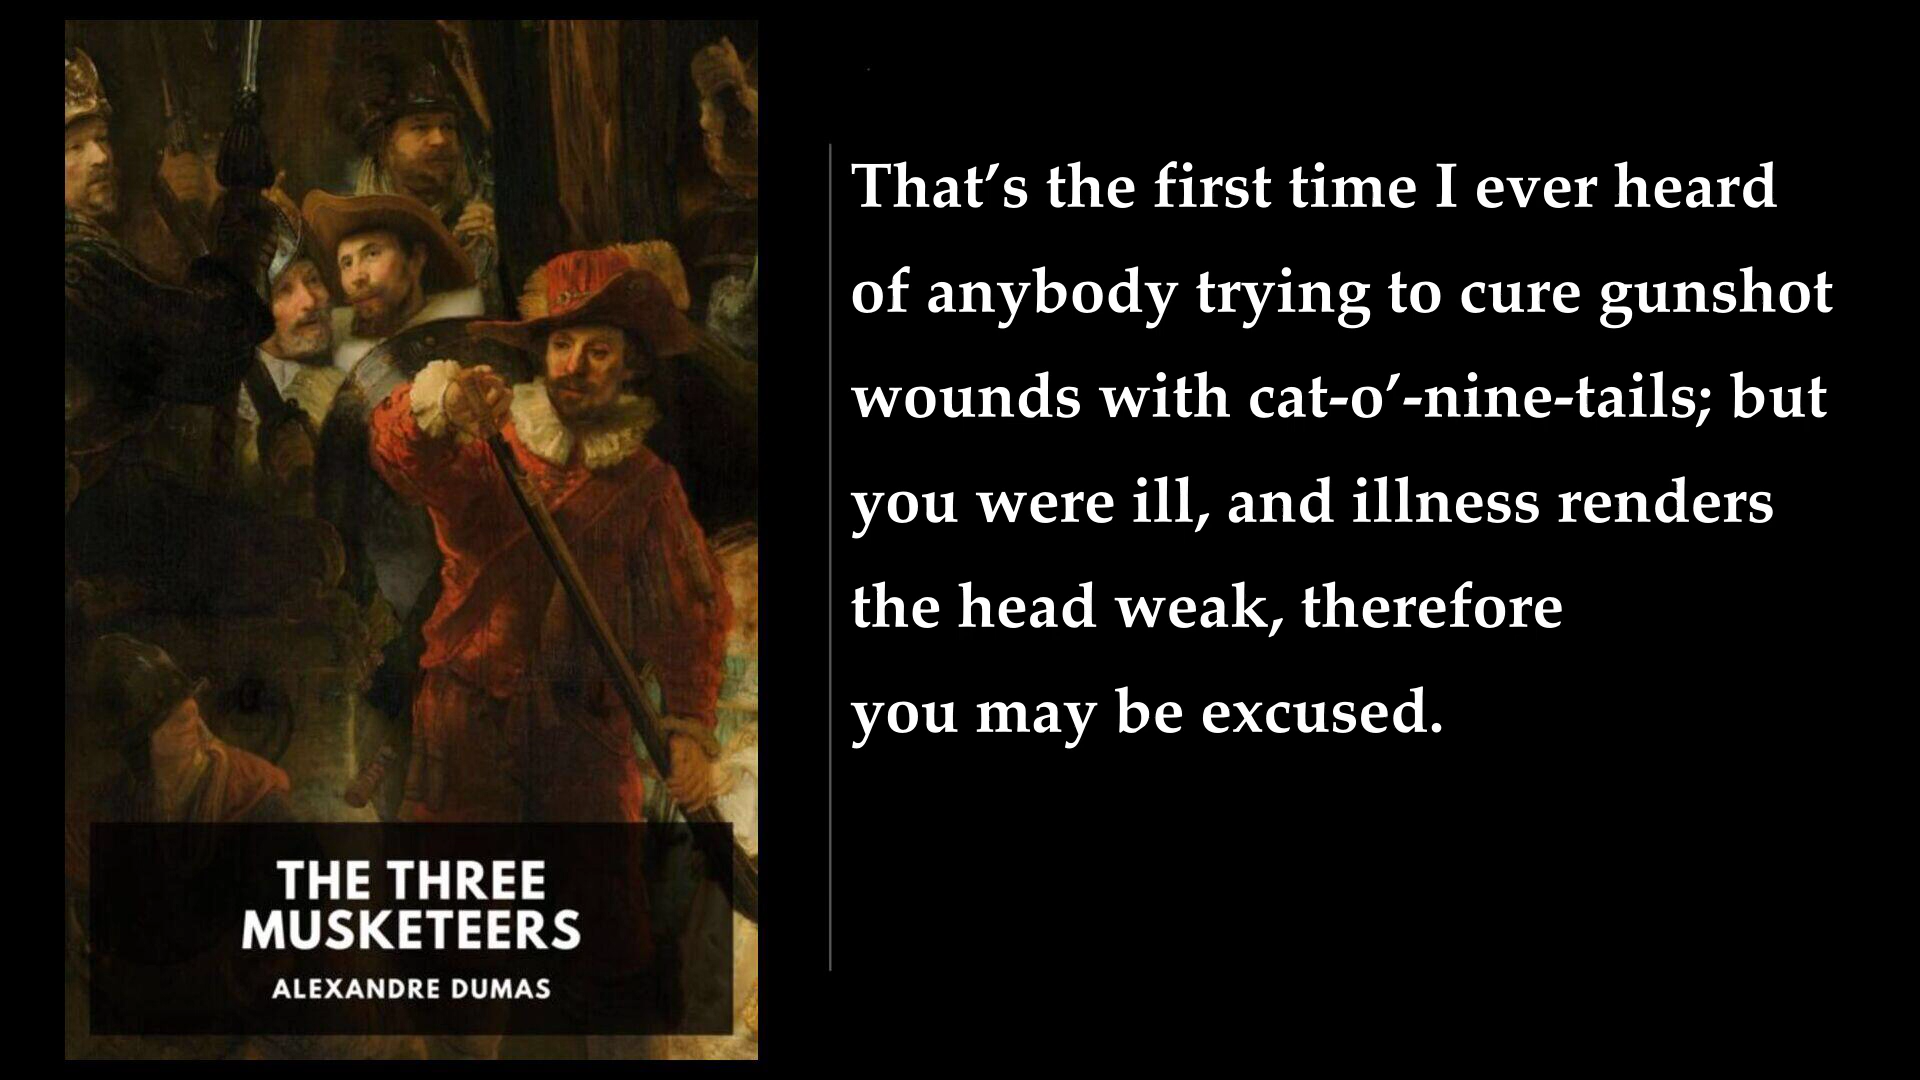 THE THREE
MUSKETEERS
ALEXANDRE DUMAS
That’s the first time I ever heard
of anybody trying to cure gunshot
wounds with cat-o’-nine-tails; but
you were ill, and illness renders
the head weak, therefore
you may be excused.